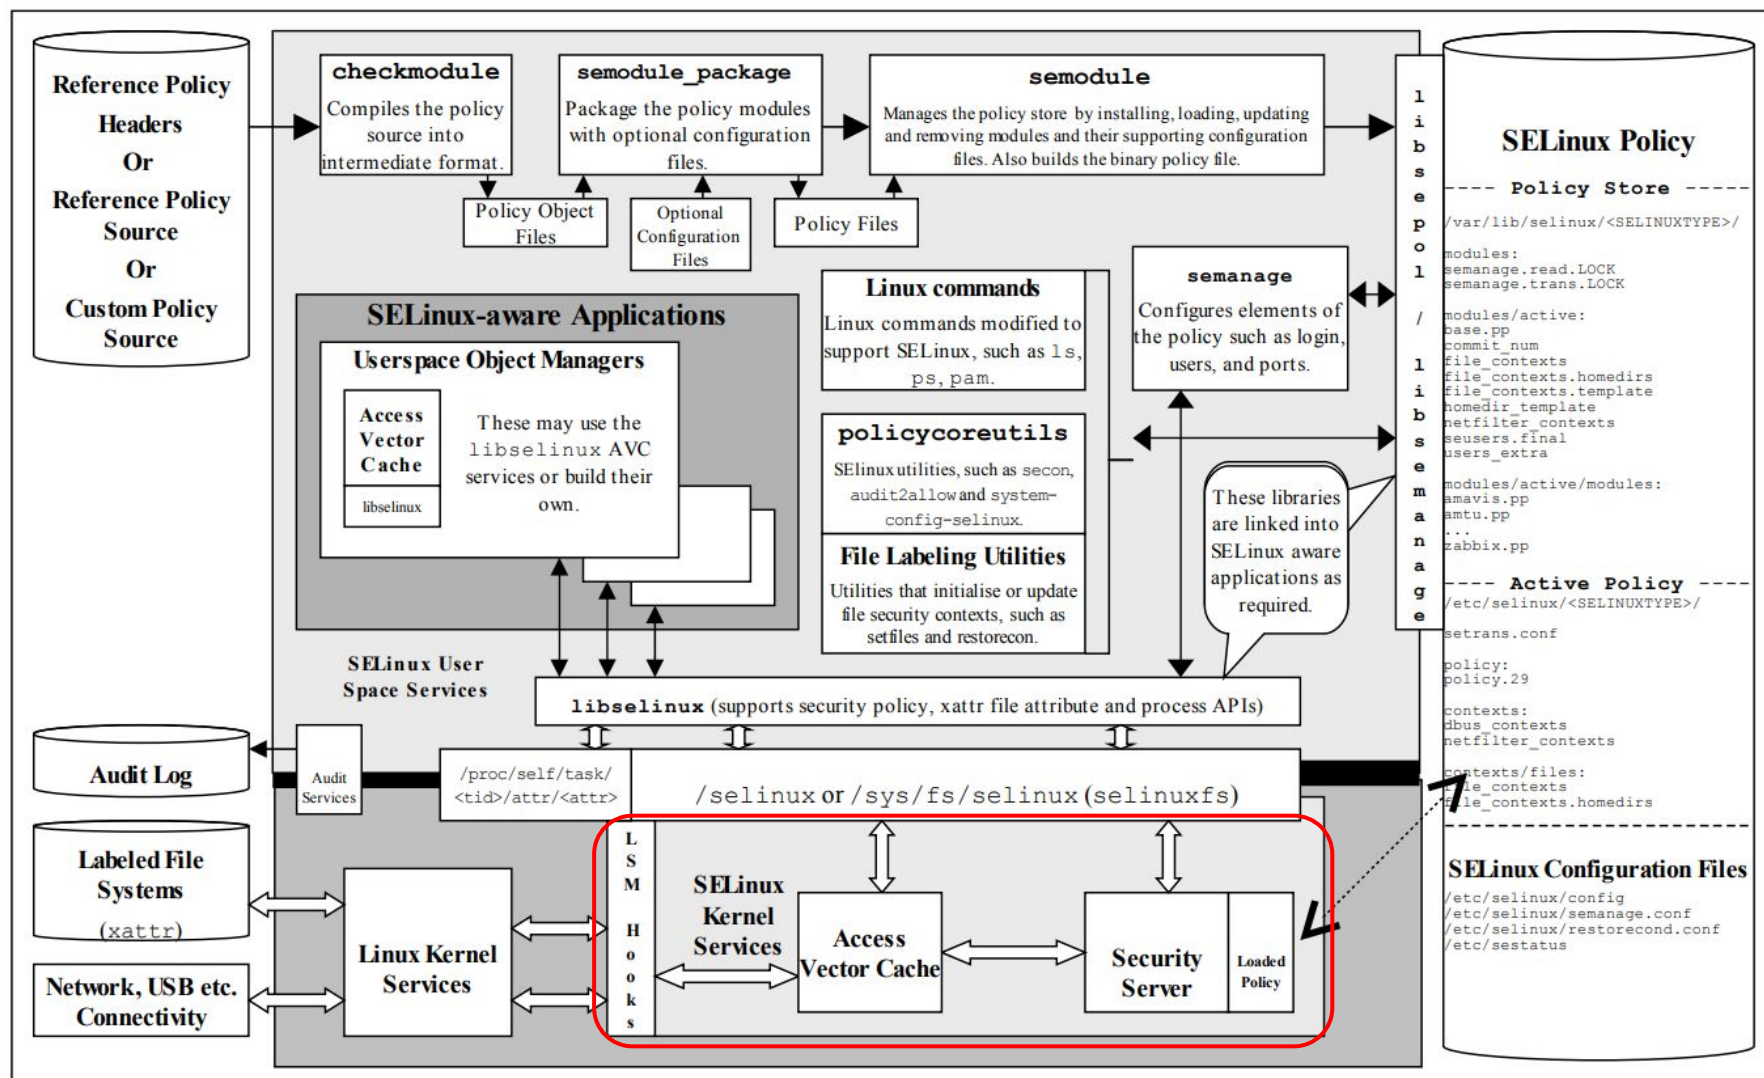 Reference Policy
Headers
Or
Reference Policy
Source
Or
Custom Policy
Source
checkmodule
Compiles the policy
source into
intermediate format.
semodule_package
Package the policy modules
with optional configuration
files.
semodule
Manages the policy store by installing, loading, updating
and removing modules and their supporting configuration
files. Also builds the binary policy file.
Policy Object
Files
Optional
Configuration
Files
Policy Files
libsepol / libsemanage
SELinux-aware Applications
Userspace Object Managers
Access
Vector
Cache
libselinux
These may use the
libselinux AVC
services or build their
own.
Linux commands
Linux commands modified to
support SELinux, such as ls,
ps, pam.
policycoreutils
SElinux utilities, such as secon,
audit2allow and system-
config-selinux.
File Labeling Utilities
Utilities that initialise or update
file security contexts, such as
setfiles and restorecon.
semanage
Configures elements of
the policy such as login,
users, and ports.
These libraries
are linked into
SELinux aware
applications as
required.
SELinux User
Space Services
libselinux (supports security policy, xattr file attribute and process APIs)
Audit Log
Audit
Services
/proc/self/task/
<tid>/attr/<attr>
/selinux or /sys/fs/selinux (selinuxfs)
Labeled File
Systems
(xattr)
Network, USB etc.
Connectivity
Linux Kernel
Services
LSM Hooks
SELinux
Kernel
Services
Access
Vector Cache
Security
Server
Loaded
Policy
SELinux Policy
---- Policy Store -----
/var/lib/selinux/<SELINUXTYPE>/
modules:
semanage.read.LOCK
semanage.trans.LOCK
modules/active:
base.pp
commit_num
file_contexts
file_contexts.homedirs
file_contexts.template
homedir_template
netfilter_contexts
seusers.final
users_extra
modules/active/modules:
amavis.pp
amtu.pp
...
zabbix.pp
---- Active Policy ----
/etc/selinux/<SELINUXTYPE>/
setrans.conf
policy:
policy.29
contexts:
dbus_contexts
netfilter_contexts
contexts/files:
file_contexts
file_contexts.homedirs
SELinux Configuration Files
/etc/selinux/config
/etc/selinux/semanage.conf
/etc/selinux/restorecond.conf
/etc/sestatus